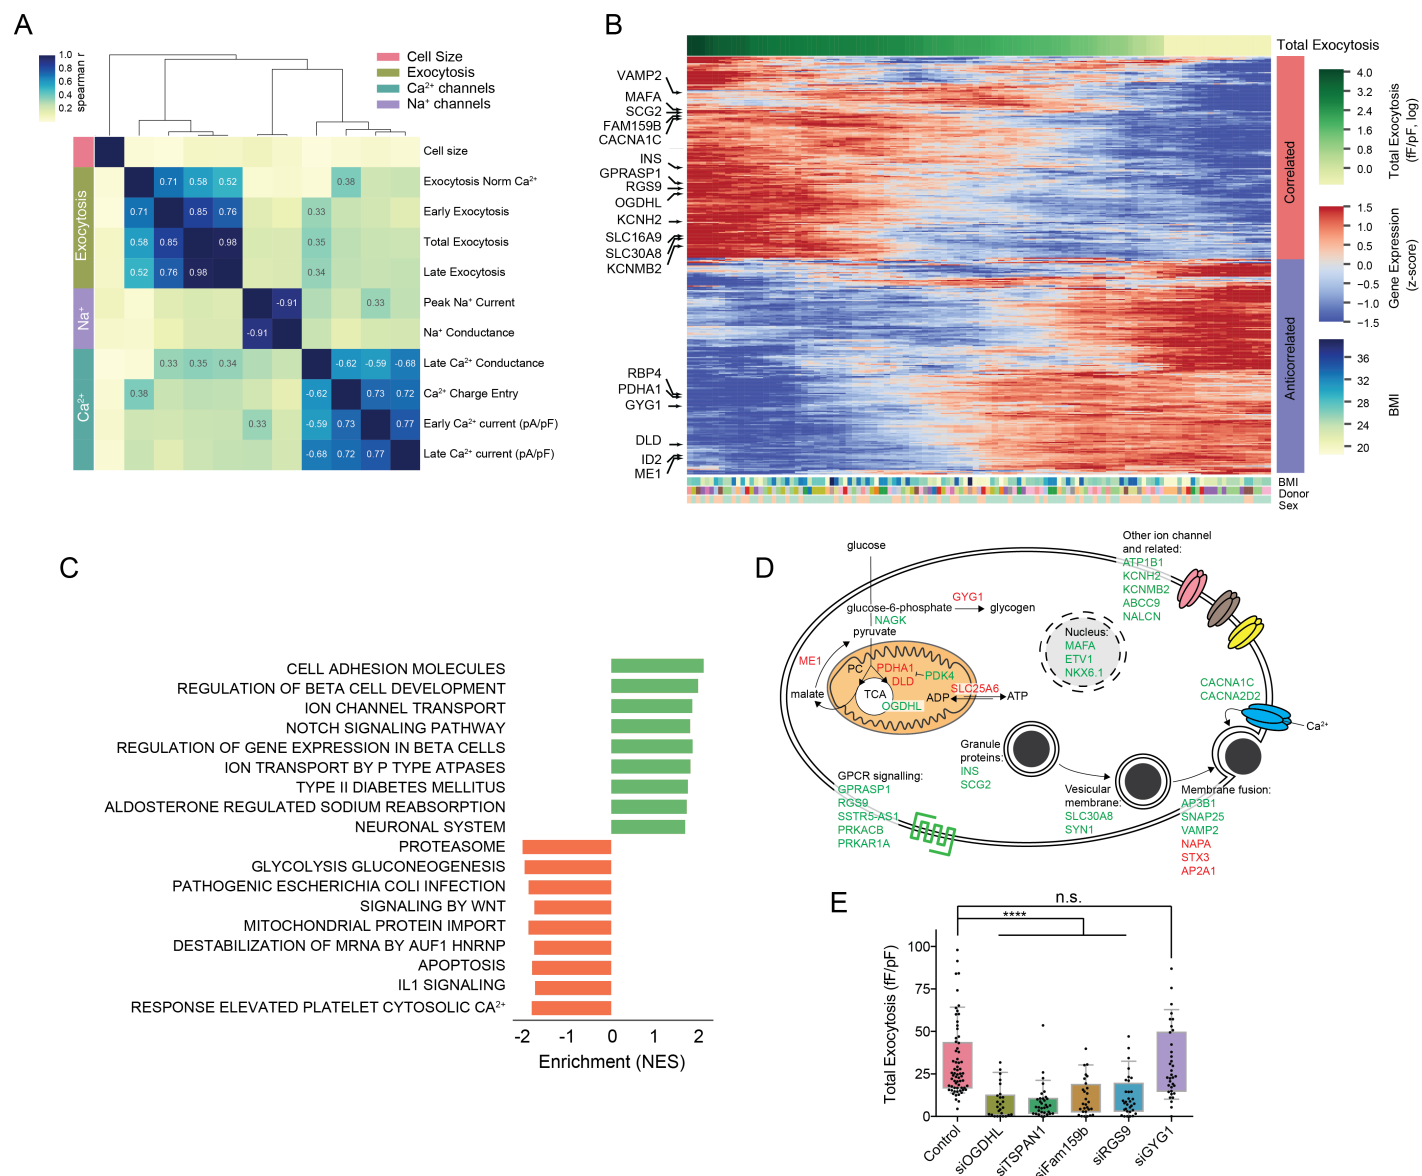 A
1.0
0.8
0.6
0.4
0.2
spearman r
Cell Size
Exocytosis
Ca²⁺ channels
Na⁺ channels
Exocytosis
Na⁺
Ca²⁺
Cell size
0.71 0.58 0.52 0.38 Exocytosis Norm Ca²⁺
0.71 0.85 0.76 0.33 Early Exocytosis
0.58 0.85 0.98 0.35 Total Exocytosis
0.52 0.76 0.98 0.34 Late Exocytosis
-0.91 0.33 Peak Na⁺ Current
-0.91 Na⁺ Conductance
0.33 0.35 0.34 -0.62 -0.59 -0.68 Late Ca²⁺ Conductance
0.38 -0.62 0.73 0.72 Ca²⁺ Charge Entry
0.33 -0.59 0.73 0.77 Early Ca²⁺ current (pA/pF)
-0.68 0.72 0.77 Late Ca²⁺ current (pA/pF)
B
Total Exocytosis
VAMP2
MAFA
SCG2
FAM159B
CACNA1C
INS
GPRASP1
RGS9
OGDHL
KCNH2
SLC16A9
SLC30A8
KCNMB2
RBP4
PDHA1
GYG1
DLD
ID2
ME1
Correlated
Anticorrelated
BMI
Donor
Sex
4.0
3.2
2.4
1.6
0.8
0.0
Total Exocytosis
(fF/pF, log)
1.5
1.0
0.5
0.0
−0.5
−1.0
−1.5
Gene Expression
(z-score)
36
32
28
24
20
BMI
C
CELL ADHESION MOLECULES
REGULATION OF BETA CELL DEVELOPMENT
ION CHANNEL TRANSPORT
NOTCH SIGNALING PATHWAY
REGULATION OF GENE EXPRESSION IN BETA CELLS
ION TRANSPORT BY P TYPE ATPASES
TYPE II DIABETES MELLITUS
ALDOSTERONE REGULATED SODIUM REABSORPTION
NEURONAL SYSTEM
PROTEASOME
GLYCOLYSIS GLUCONEOGENESIS
PATHOGENIC ESCHERICHIA COLI INFECTION
SIGNALING BY WNT
MITOCHONDRIAL PROTEIN IMPORT
DESTABILIZATION OF MRNA BY AUF1 HNRNP
APOPTOSIS
IL1 SIGNALING
RESPONSE ELEVATED PLATELET CYTOSOLIC CA²⁺
-2 -1 0 1 2
Enrichment (NES)
D
glucose
glucose-6-phosphate
GYG1
glycogen
NAGK
pyruvate
ME1
malate
PC
PDHA1
DLD
PDK4
TCA
OGDHL
ADP
SLC25A6
ATP
Nucleus:
MAFA
ETV1
NKX6.1
Other ion channel
and related:
ATP1B1
KCNH2
KCNMB2
ABCC9
NALCN
CACNA1C
CACNA2D2
Ca²⁺
Granule
proteins:
INS
SCG2
Vesicular
membrane:
SLC30A8
SYN1
Membrane fusion:
AP3B1
SNAP25
VAMP2
NAPA
STX3
AP2A1
GPCR signalling:
GPRASP1
RGS9
SSTR5-AS1
PRKACB
PRKAR1A
E
n.s.
****
Total Exocytosis (fF/pF)
100
75
50
25
0
Control
siOGDHL
siTSPAN1
siFam159b
siRGS9
siGYG1